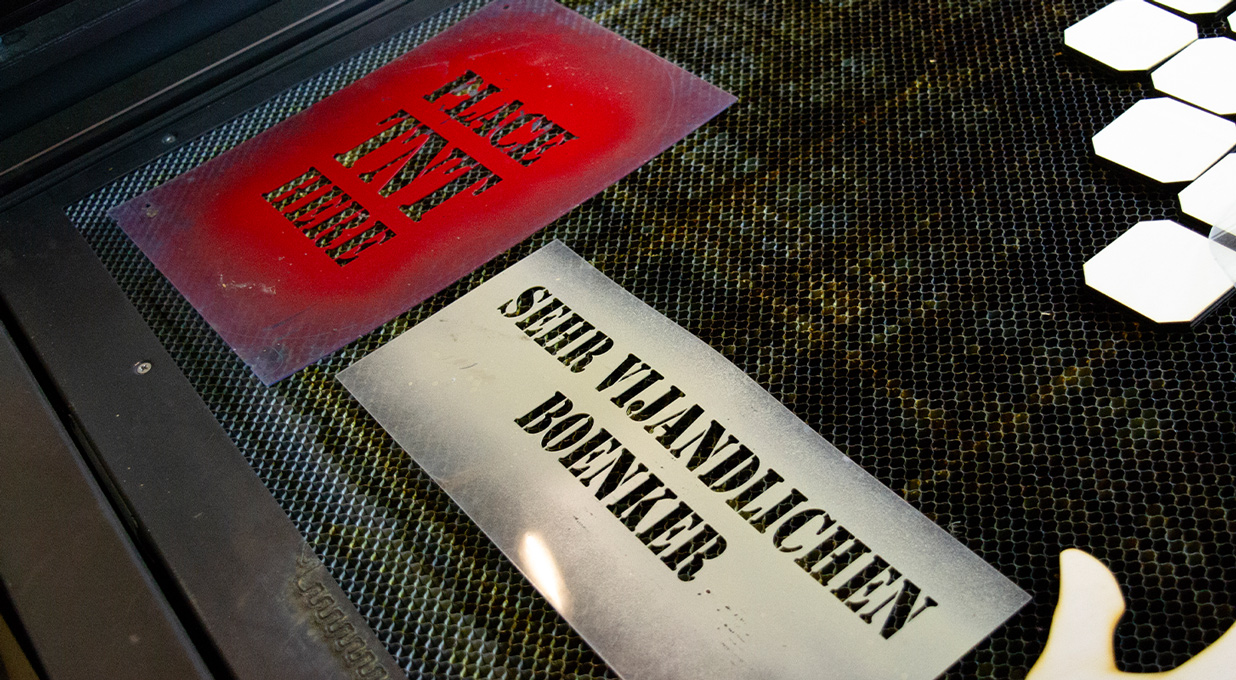 PLACE
TNT
HERE
SEHR VIJANDLICHEN
BOENKER